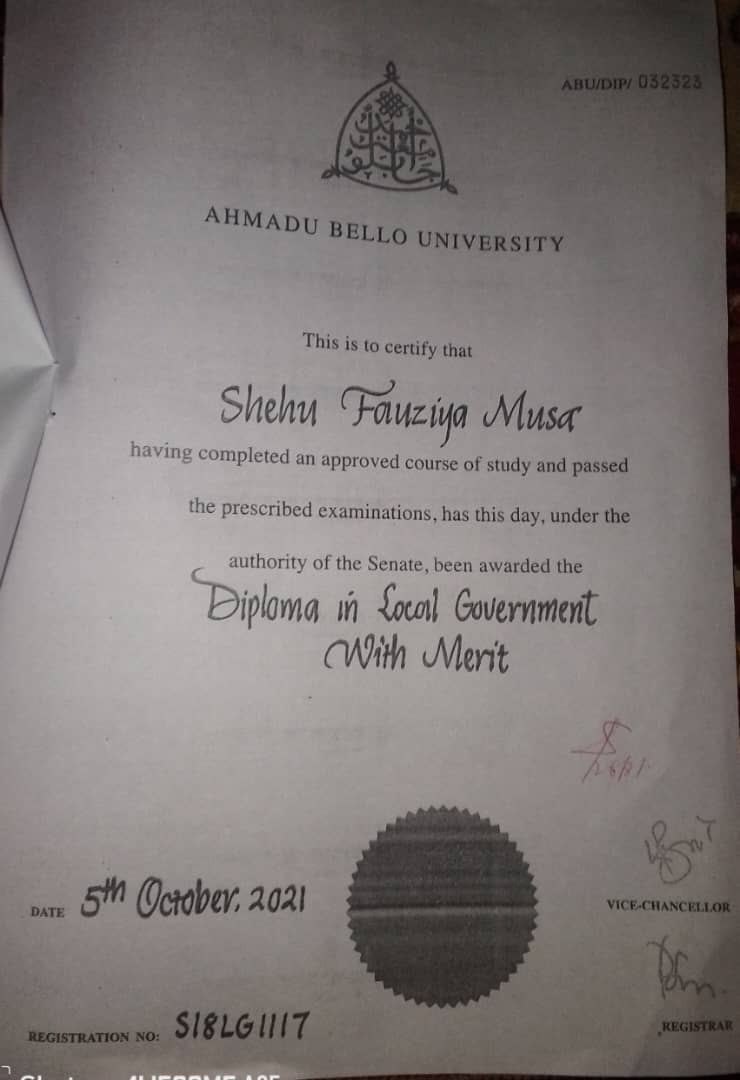 ABU/DIP/ 032323
AHMADU BELLO UNIVERSITY
This is to certify that
Shehu Fauziya Musa
having completed an approved course of study and passed
the prescribed examinations, has this day, under the
authority of the Senate, been awarded the
Diploma in Local Government
With Merit
DATE 5th October, 2021
VICE-CHANCELLOR
REGISTRATION NO: S18LG1117
REGISTRAR